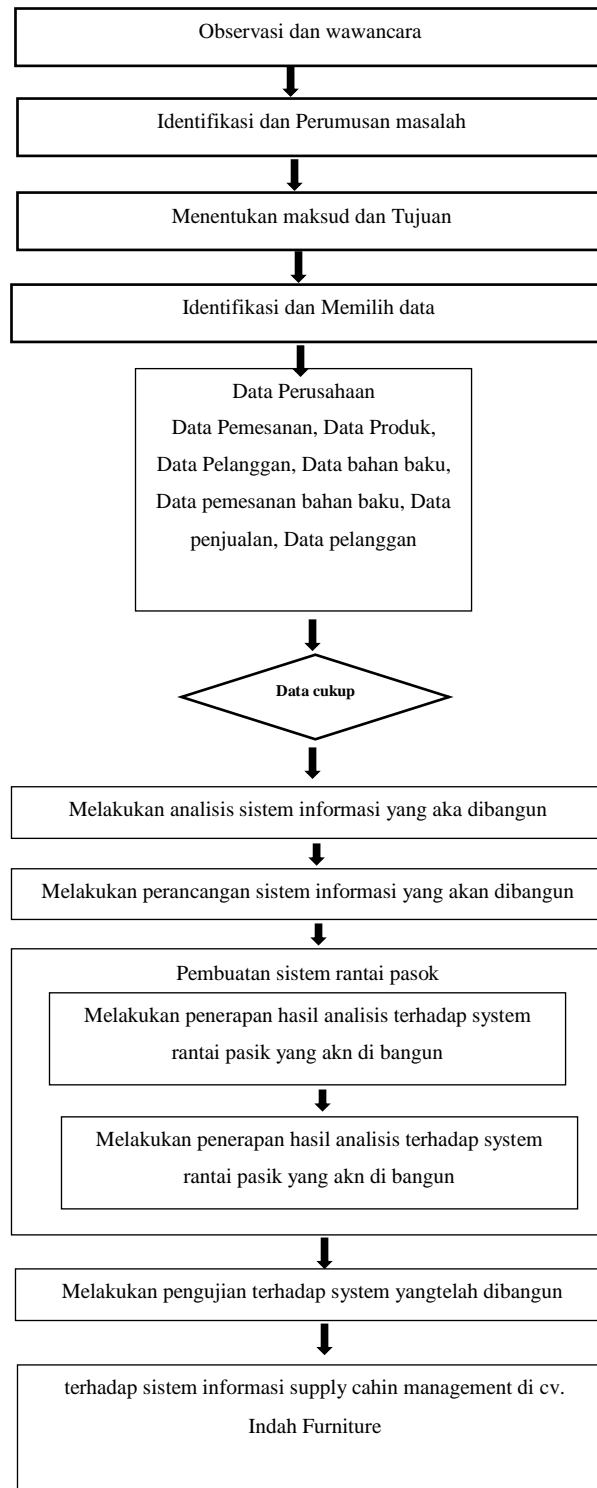 Observasi dan wawancara
Identifikasi dan Perumusan masalah
Menentukan maksud dan Tujuan
Identifikasi dan Memilih data
Data Perusahaan
Data Pemesanan, Data Produk,
Data Pelanggan, Data bahan baku,
Data pemesanan bahan baku, Data
penjualan, Data pelanggan
Data cukup
Melakukan analisis sistem informasi yang aka dibangun
Melakukan perancangan sistem informasi yang akan dibangun
Pembuatan sistem rantai pasok
Melakukan penerapan hasil analisis terhadap system
rantai pasik yang akn di bangun
Melakukan penerapan hasil analisis terhadap system
rantai pasik yang akn di bangun
Melakukan pengujian terhadap system yangtelah dibangun
terhadap sistem informasi supply cahin management di cv.
Indah Furniture